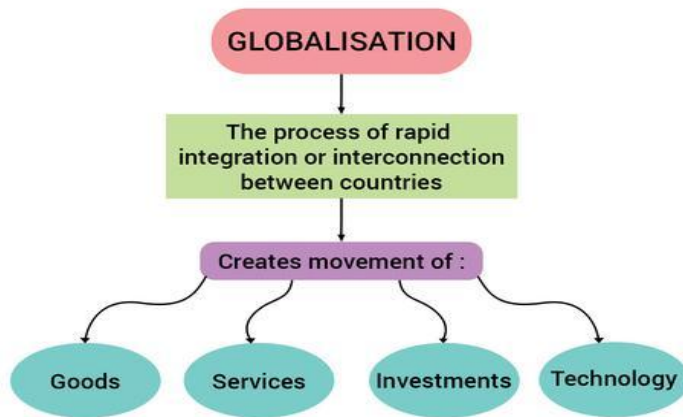 GLOBALISATION
The process of rapid
integration or interconnection
between countries
Creates movement of :
Goods
Services
Investments
Technology